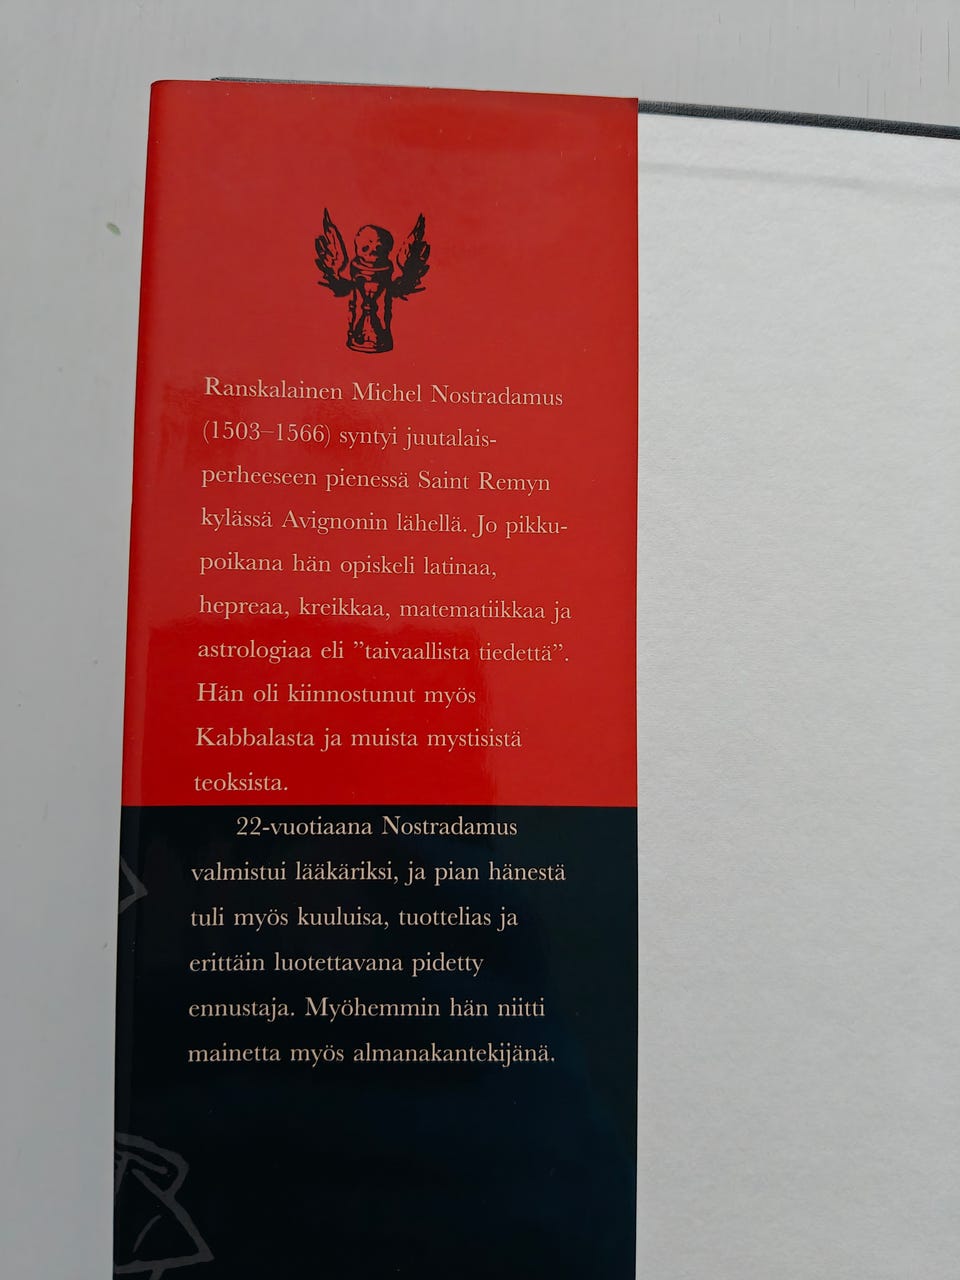 Ranskalainen Michel Nostradamus
(1503–1566) syntyi juutalais-
perheeseen pienessä Saint Remyn
kylässä Avignonin lähellä. Jo pikku-
poikana hän opiskeli latinaa,
hepreaa, kreikkaa, matematiikkaa ja
astrologiaa eli ”taivaallista tiedettä”.
Hän oli kiinnostunut myös
Kabbalasta ja muista mystisistä
teoksista.
22-vuotiaana Nostradamus
valmistui lääkäriksi, ja pian hänestä
tuli myös kuuluisa, tuottelias ja
erittäin luotettavana pidetty
ennustaja. Myöhemmin hän niitti
mainetta myös almanakantekijänä.